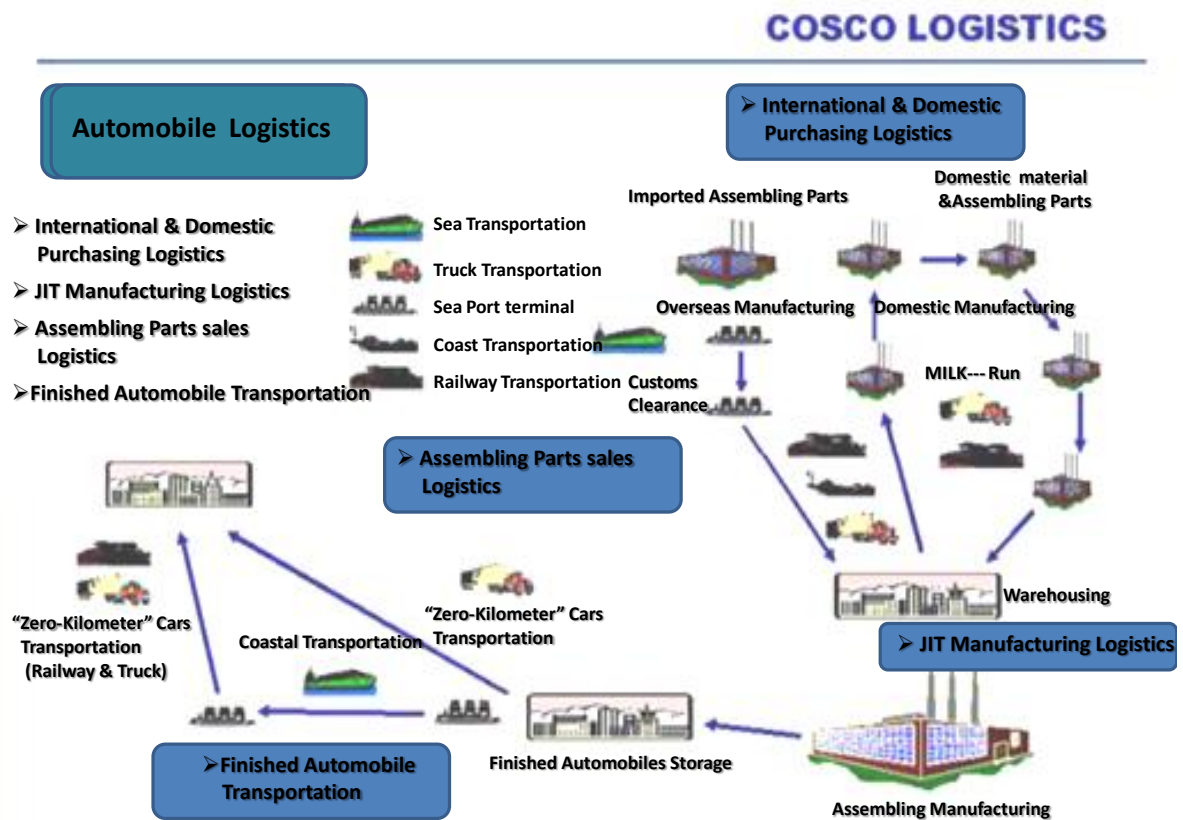 COSCO LOGISTICS
Automobile Logistics
➢ International & Domestic
Purchasing Logistics
➢ JIT Manufacturing Logistics
➢ Assembling Parts sales
Logistics
➢Finished Automobile Transportation
Sea Transportation
Truck Transportation
Sea Port terminal
Coast Transportation
Railway Transportation
➢ International & Domestic
Purchasing Logistics
Imported Assembling Parts
Domestic material
&Assembling Parts
Overseas Manufacturing
Domestic Manufacturing
Customs
Clearance
MILK--- Run
➢ Assembling Parts sales
Logistics
Warehousing
➢ JIT Manufacturing Logistics
"Zero-Kilometer" Cars
Transportation
(Railway & Truck)
Coastal Transportation
“Zero-Kilometer” Cars
Transportation
➢Finished Automobile
Transportation
Finished Automobiles Storage
Assembling Manufacturing